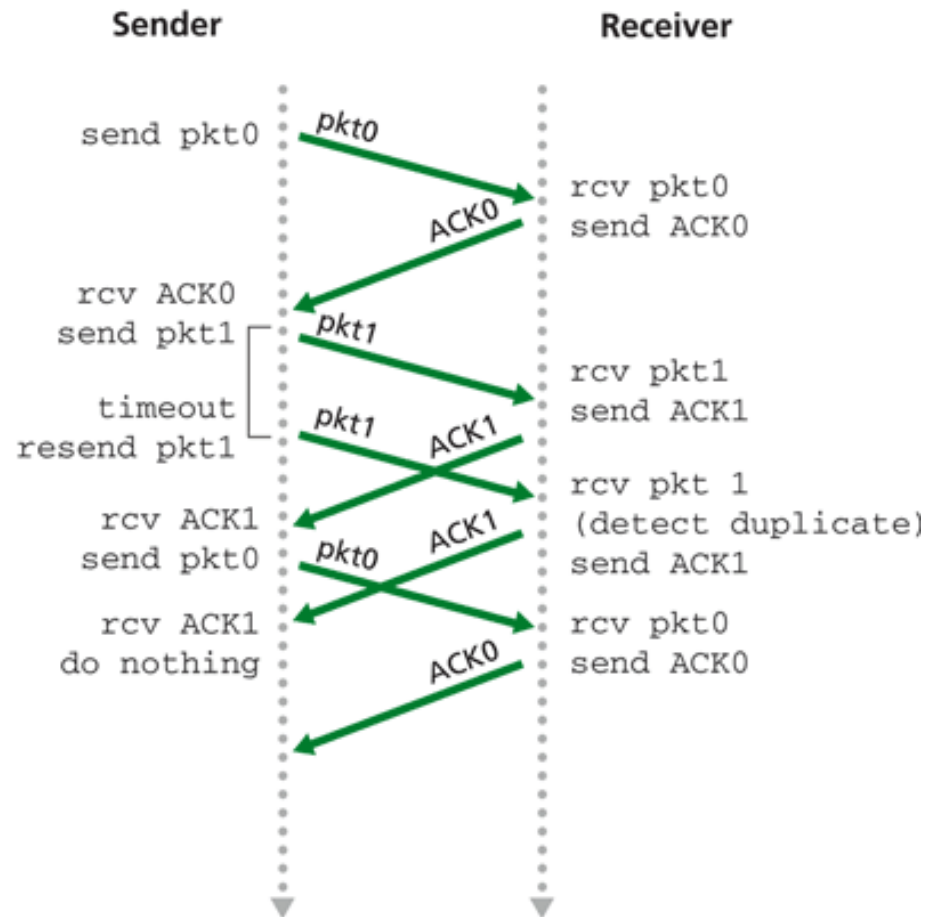 Sender
Receiver
send pkt0
pkt0
rcv pkt0
send ACK0
ACK0
rcv ACK0
send pkt1
pkt1
rcv pkt1
send ACK1
timeout
resend pkt1
pkt1
ACK1
rcv pkt 1
(detect duplicate)
send ACK1
rcv ACK1
send pkt0
pkt0
ACK1
rcv ACK1
do nothing
rcv pkt0
send ACK0
ACK0